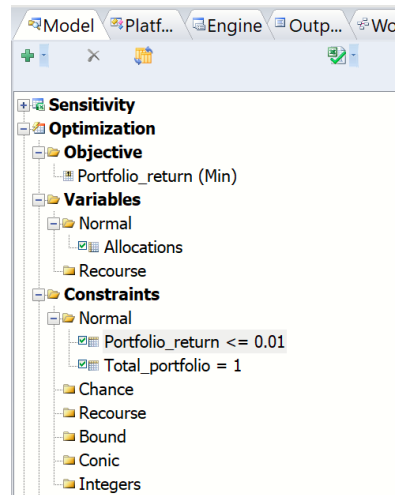 Model Platf... Engine Outp... Wo
Sensitivity
Optimization
Objective
Portfolio_return (Min)
Variables
Normal
Allocations
Recourse
Constraints
Normal
Portfolio_return <= 0.01
Total_portfolio = 1
Chance
Recourse
Bound
Conic
Integers